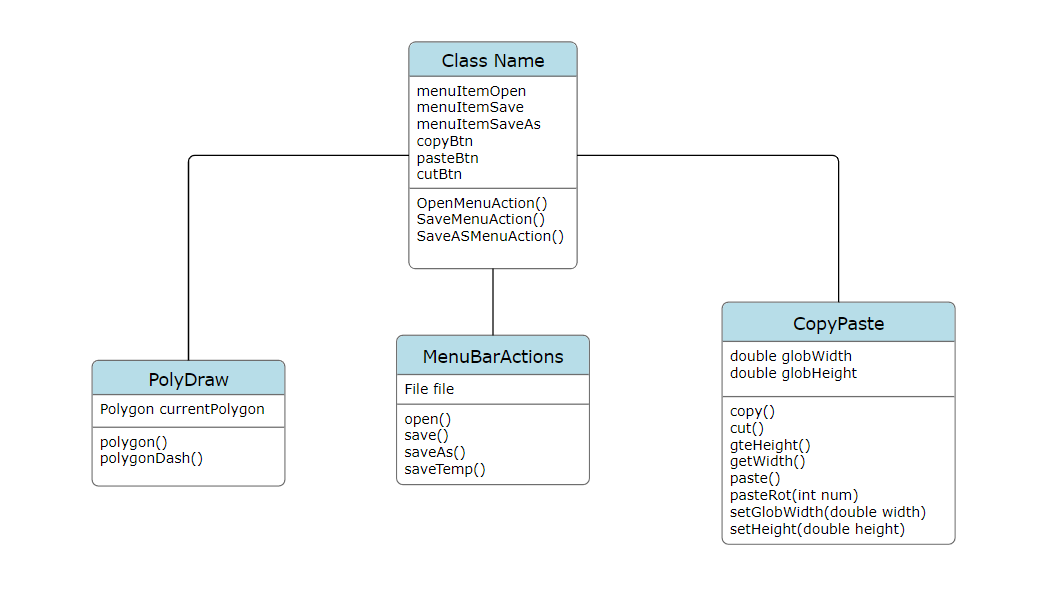 Class Name
menuItemOpen
menuItemSave
menuItemSaveAs
copyBtn
pasteBtn
cutBtn
OpenMenuAction()
SaveMenuAction()
SaveASMenuAction()
PolyDraw
Polygon currentPolygon
polygon()
polygonDash()
MenuBarActions
File file
open()
save()
saveAs()
saveTemp()
CopyPaste
double globWidth
double globHeight
copy()
cut()
gteHeight()
getWidth()
paste()
pasteRot(int num)
setGlobWidth(double width)
setHeight(double height)